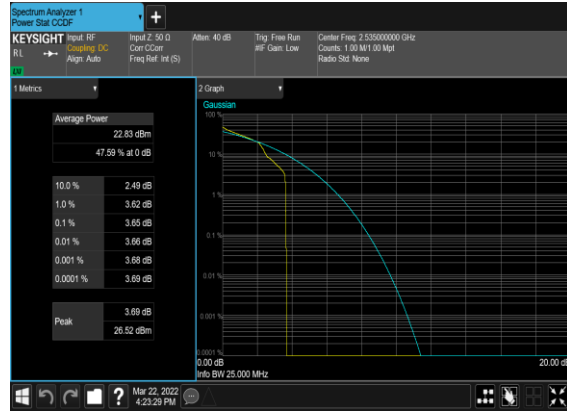 Spectrum Analyzer 1
Power Stat CCDF
+
KEYSIGHT
RL
Input: RF
Coupling: DC
Align: Auto
Input Z: 50 Ω
Corr CCorr
Freq Ref: Int (S)
Atten: 40 dB
Trig: Free Run
#IF Gain: Low
Center Freq: 2.535000000 GHz
Counts: 1.00 M/1.00 Mpt
Radio Std: None
1 Metrics
Average Power
22.83 dBm
47.59 % at 0 dB
10.0 % 2.49 dB
1.0 % 3.62 dB
0.1 % 3.65 dB
0.01 % 3.66 dB
0.001 % 3.68 dB
0.0001 % 3.69 dB
Peak
3.69 dB
26.52 dBm
2 Graph
Gaussian
100 %
10 %
1 %
0.1 %
0.01 %
0.001 %
0.0001 %
0.00 dB
20.00 dB
Info BW 25.000 MHz
?
Mar 22, 2022
4:23:29 PM